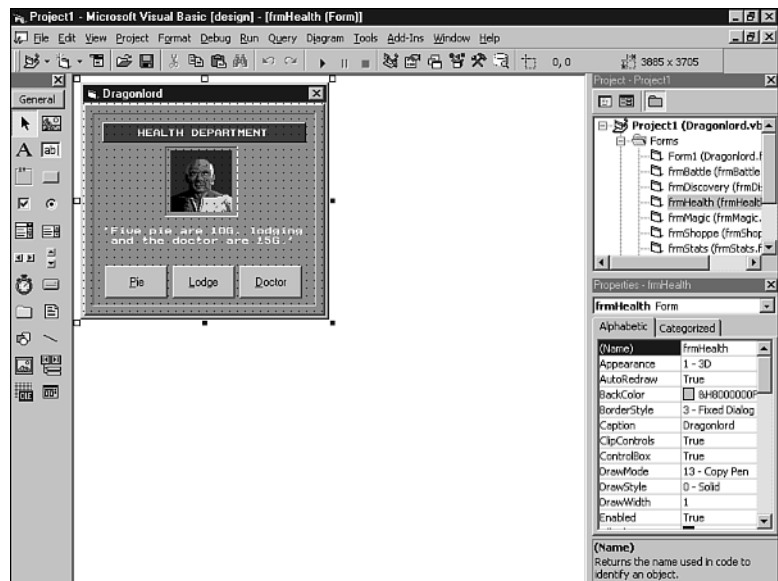 Project1 - Microsoft Visual Basic [design] - [frmHealth (Form)]
File Edit View Project Format Debug Run Query Diagram Tools Add-Ins Window Help
0,0 3885 x 3705
General
Dragonlord
HEALTH DEPARTMENT
"Five pie are 10G, lodging
and the doctor are 15G."
Pie Lodge Doctor
Project - Project1
Project1 (Dragonlord.vb
Forms
Form1 (Dragonlord.f
frmBattle (frmBattle
frmDiscovery (frmDi
frmHealth (frmHealt
frmMagic (frmMagic.
frmShoppe (frmShop
frmStats (frmStats.f
Properties - frmHealth
frmHealth Form
Alphabetic Categorized
(Name) frmHealth
Appearance 1 - 3D
AutoRedraw True
BackColor &H8000000F
BorderStyle 3 - Fixed Dialog
Caption Dragonlord
ClipControls True
ControlBox True
DrawMode 13 - Copy Pen
DrawStyle 0 - Solid
DrawWidth 1
Enabled True
(Name)
Returns the name used in code to
identify an object.